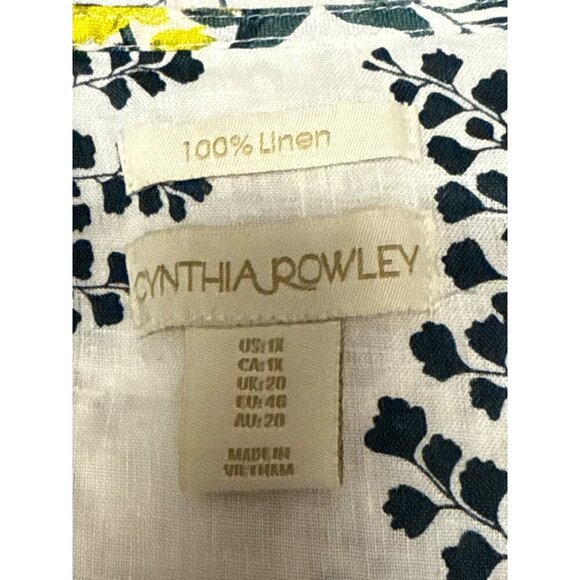 100% Linen
CYNTHIA ROWLEY
US:1X
CA:1X
UK:20
EU:46
AU:20
MADE IN
VIETNAM